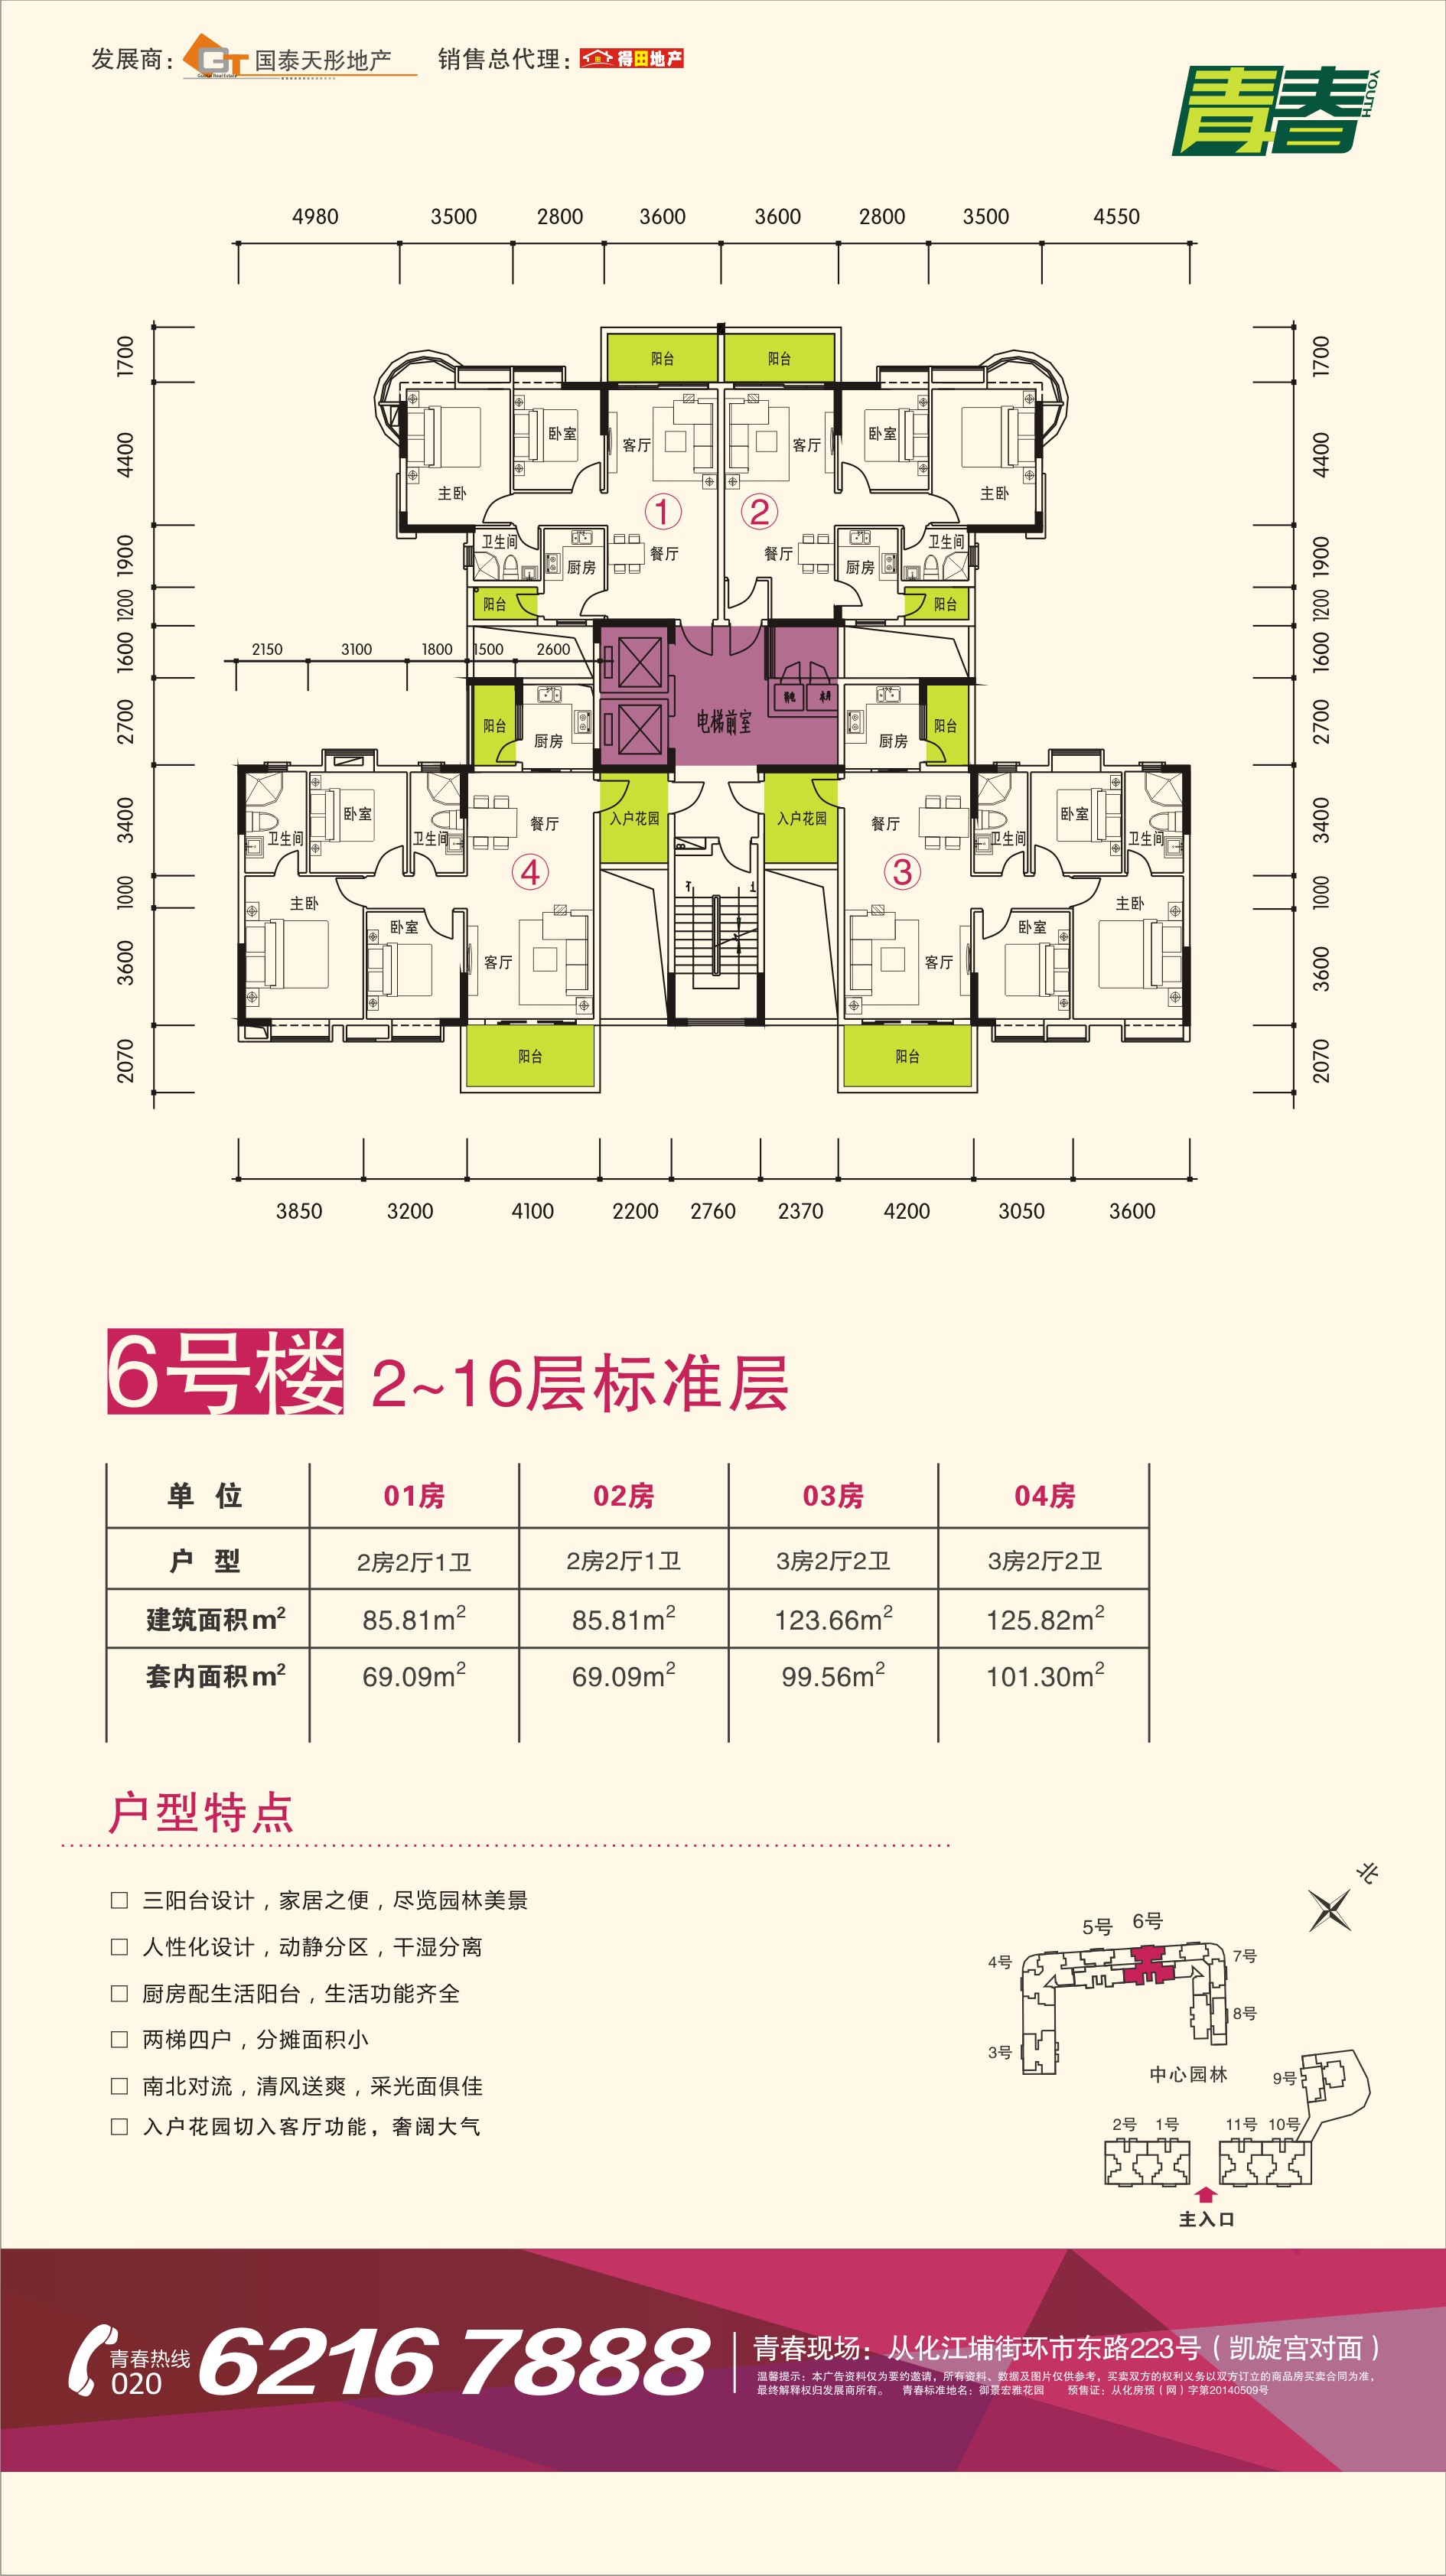 发展商：GT 国泰天彤地产 销售总代理：得田地产
青春 YOUTH
4980 3500 2800 3600 3600 2800 3500 4550
1700 4400 1900 1200 1600 2700 3400 1000 3600 2070
1700 4400 1900 1200 1600 2700 3400 1000 3600 2070
阳台 阳台
卧室 客厅 客厅 卧室
主卧 主卧
① ②
卫生间 厨房 餐厅 餐厅 厨房 卫生间
阳台 阳台
2150 3100 1800 1500 2600
阳台 厨房 电梯前室 厨房 阳台
卫生间 卧室 卫生间 餐厅 入户花园 入户花园 餐厅 卫生间 卧室 卫生间
④ ③
主卧 卧室 客厅 客厅 卧室 主卧
阳台 阳台
3850 3200 4100 2200 2760 2370 4200 3050 3600
6号楼 2~16层标准层
单 位 01房 02房 03房 04房
户 型 2房2厅1卫 2房2厅1卫 3房2厅2卫 3房2厅2卫
建筑面积m² 85.81m² 85.81m² 123.66m² 125.82m²
套内面积m² 69.09m² 69.09m² 99.56m² 101.30m²
户型特点
□ 三阳台设计，家居之便，尽览园林美景
□ 人性化设计，动静分区，干湿分离
□ 厨房配生活阳台，生活功能齐全
□ 两梯四户，分摊面积小
□ 南北对流，清风送爽，采光面俱佳
□ 入户花园切入客厅功能，奢阔大气
北
5号 6号
4号 7号
8号
3号
中心园林 9号
2号 1号 11号 10号
主入口
青春热线
020
6216 7888
青春现场：从化江埔街环市东路223号（凯旋宫对面）
温馨提示：本广告资料仅为要约邀请，所有资料、数据及图片仅供参考，买卖双方的权利义务以双方订立的商品房买卖合同为准，
最终解释权归发展商所有。 青春标准地名：御景宏雅花园 预售证：从化房预（网）字第20140509号